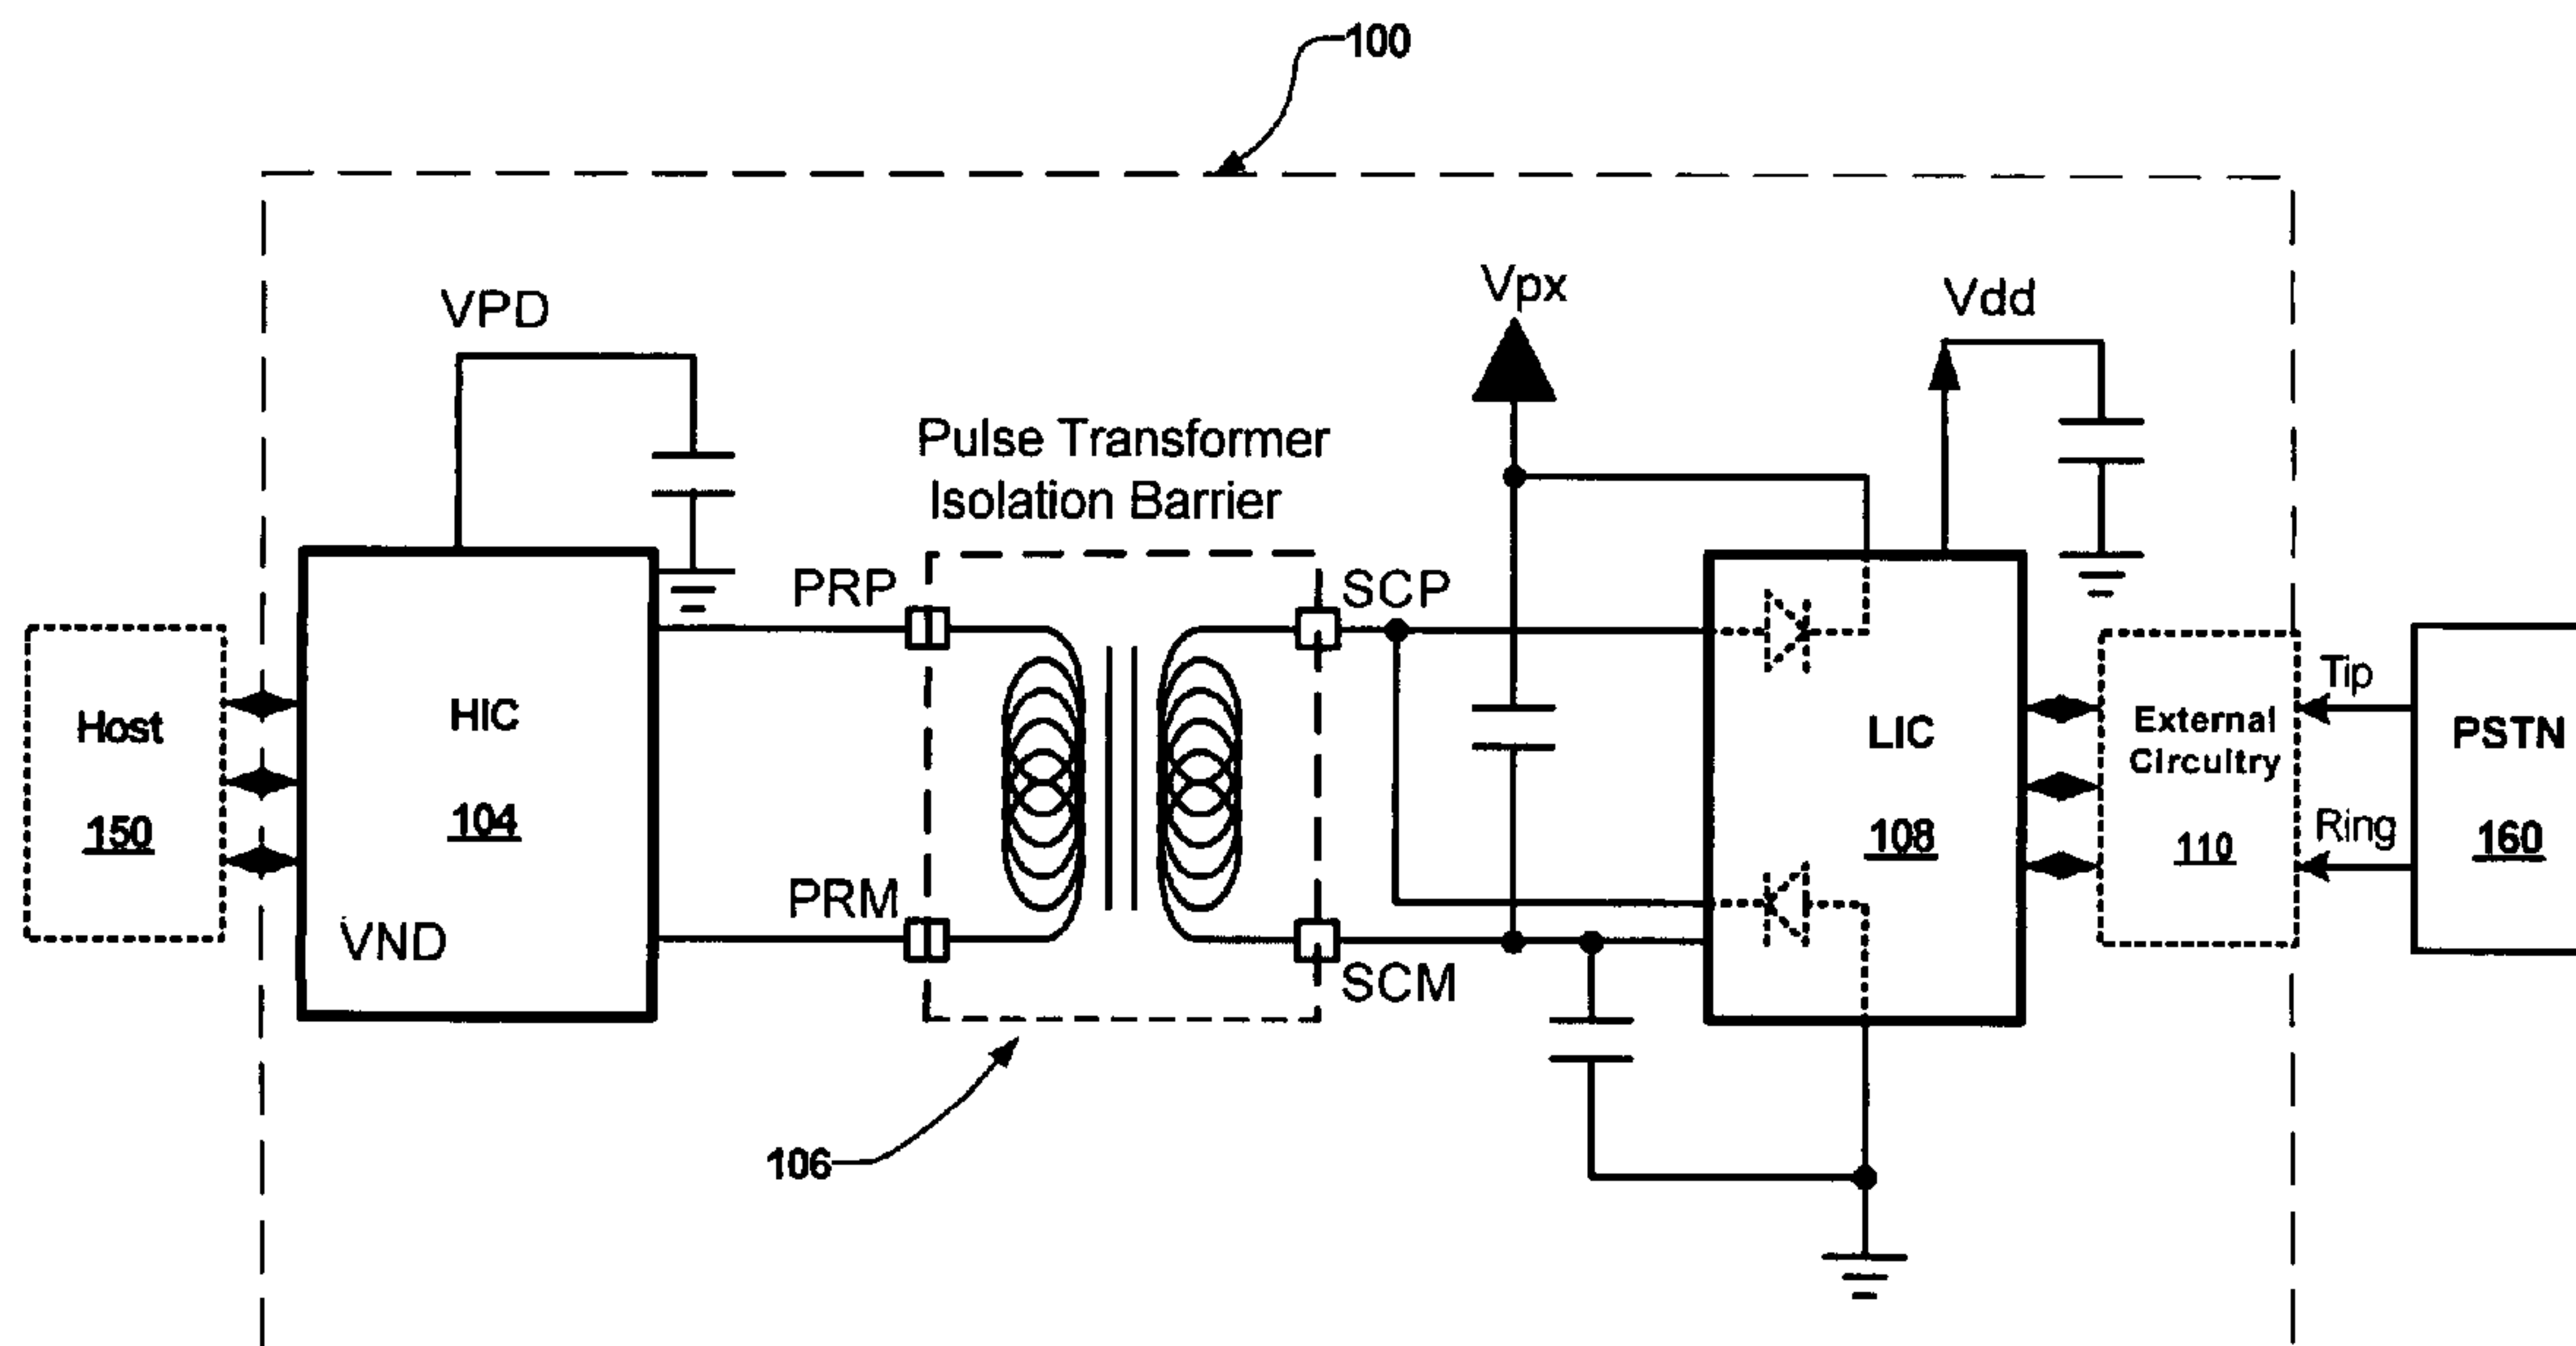 100
VPD
Vpx
Vdd
Pulse Transformer
Isolation Barrier
PRP
SCP
Host
150
HIC
104
VND
PRM
SCM
LIC
108
External
Circuitry
110
Tip
Ring
PSTN
160
106